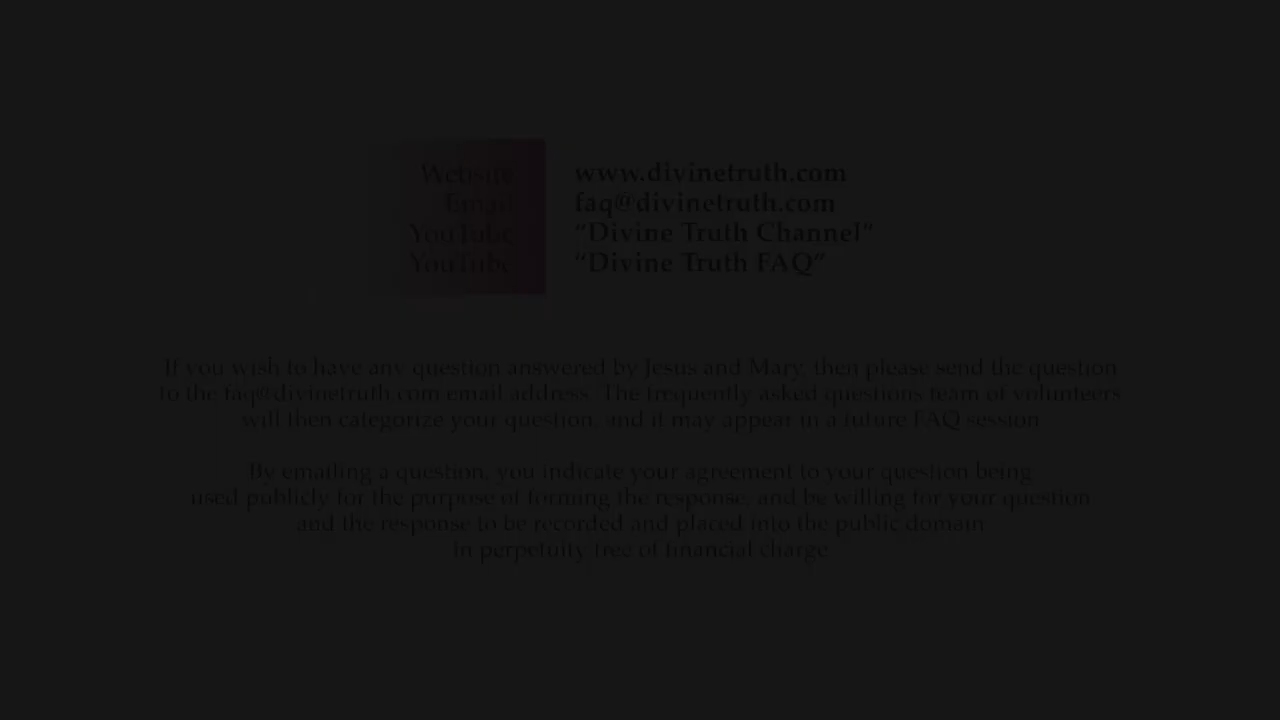 Website www.divinetruth.com
Email faq@divinetruth.com
YouTube “Divine Truth Channel”
YouTube “Divine Truth FAQ”
If you wish to have any question answered by Jesus and Mary, then please send the question
to the faq@divinetruth.com email address. The frequently asked questions team of volunteers
will then categorize your question, and it may appear in a future FAQ session
By emailing a question, you indicate your agreement to your question being
used publicly for the purpose of forming the response, and be willing for your question
and the response to be recorded and placed into the public domain
in perpetuity free of financial charge